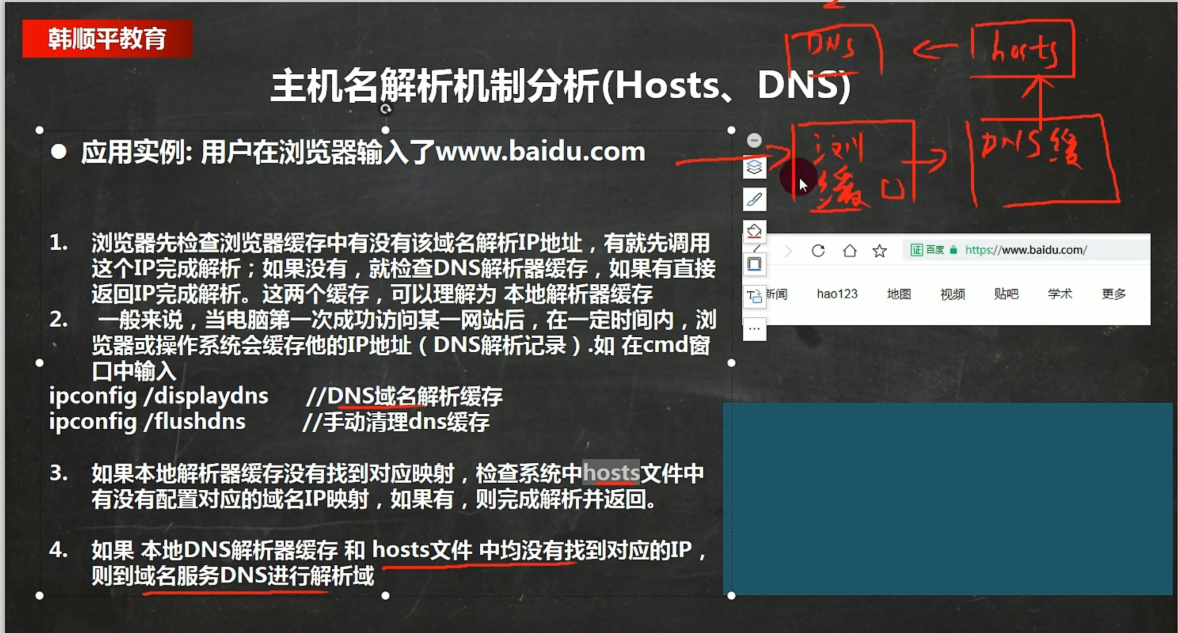 韩顺平教育
DNS
hosts
主机名解析机制分析(Hosts、DNS)
● 应用实例: 用户在浏览器输入了www.baidu.com
浏
缓
DNS缓
1. 浏览器先检查浏览器缓存中有没有该域名解析IP地址，有就先调用
这个IP完成解析；如果没有，就检查DNS解析器缓存，如果有直接
返回IP完成解析。这两个缓存，可以理解为 本地解析器缓存
2. 一般来说，当电脑第一次成功访问某一网站后，在一定时间内，浏
览器或操作系统会缓存他的IP地址（DNS解析记录）.如 在cmd窗
口中输入
ipconfig /displaydns //DNS域名解析缓存
ipconfig /flushdns //手动清理dns缓存
3. 如果本地解析器缓存没有找到对应映射，检查系统中hosts文件中
有没有配置对应的域名IP映射，如果有，则完成解析并返回。
4. 如果 本地DNS解析器缓存 和 hosts文件 中均没有找到对应的IP，
则到域名服务DNS进行解析域
证 百度 https://www.baidu.com/
新闻 hao123 地图 视频 贴吧 学术 更多